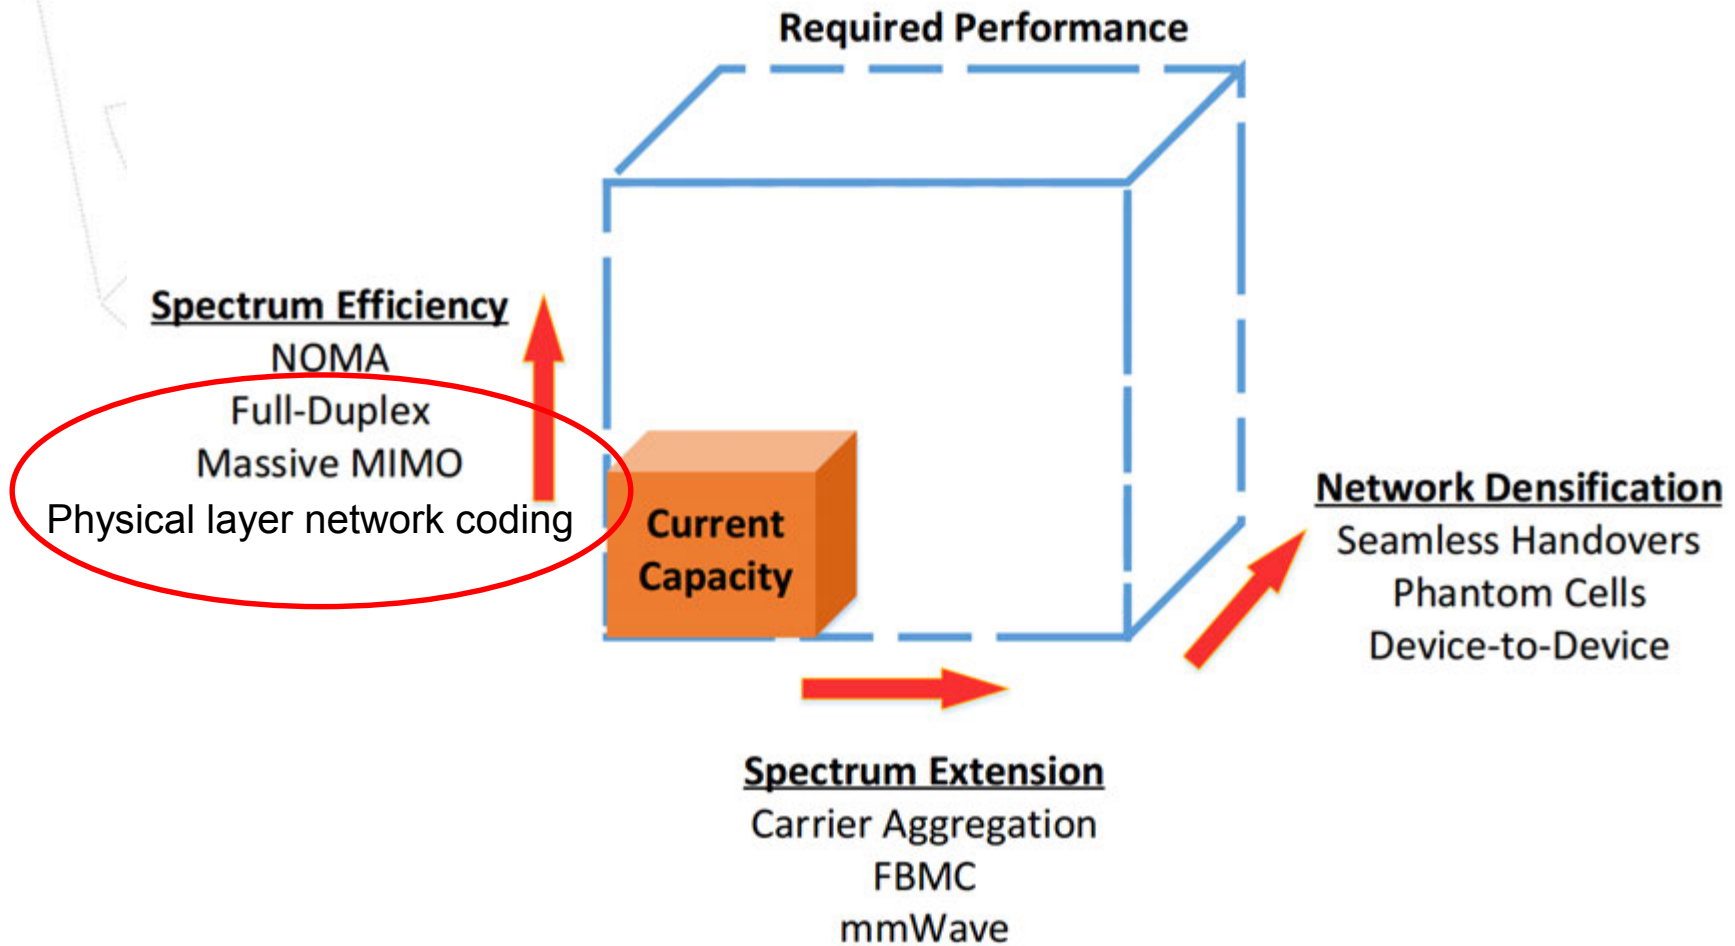 Required Performance
Spectrum Efficiency
NOMA
Full-Duplex
Massive MIMO
Physical layer network coding
Current
Capacity
Network Densification
Seamless Handovers
Phantom Cells
Device-to-Device
Spectrum Extension
Carrier Aggregation
FBMC
mmWave